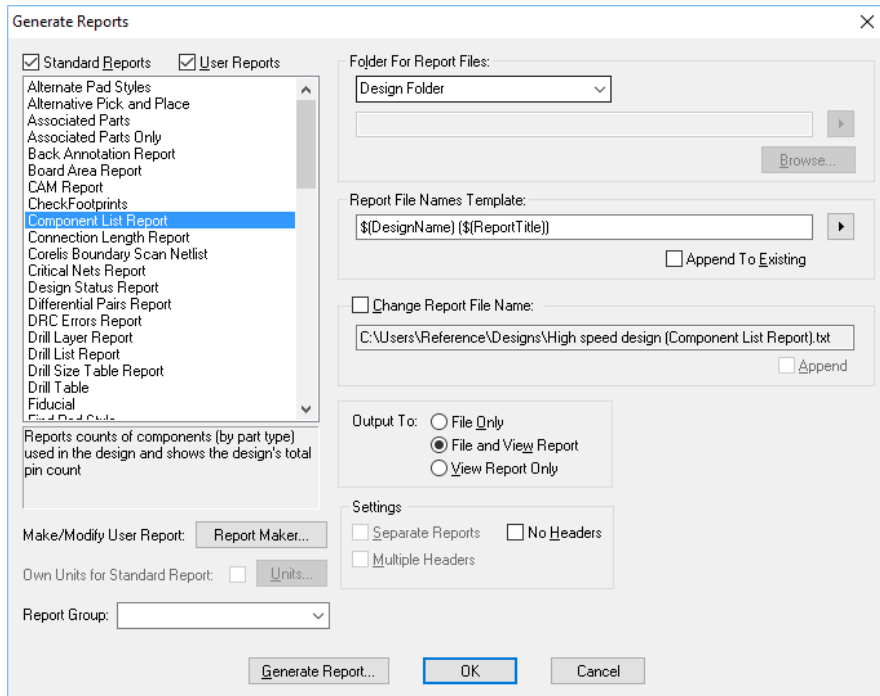 Generate Reports
Standard Reports
User Reports
Alternate Pad Styles
Alternative Pick and Place
Associated Parts
Associated Parts Only
Back Annotation Report
Board Area Report
CAM Report
CheckFootprints
Component List Report
Connection Length Report
Corelis Boundary Scan Netlist
Critical Nets Report
Design Status Report
Differential Pairs Report
DRC Errors Report
Drill Layer Report
Drill List Report
Drill Size Table Report
Drill Table
Fiducial
Find Pad Style
Reports counts of components (by part type)
used in the design and shows the design's total
pin count
Make/Modify User Report:
Report Maker...
Own Units for Standard Report:
Units...
Report Group:
Folder For Report Files:
Design Folder
Browse...
Report File Names Template:
$(DesignName) ($(ReportTitle))
Append To Existing
Change Report File Name:
C:\Users\Reference\Designs\High speed design (Component List Report).txt
Append
Output To:
File Only
File and View Report
View Report Only
Settings
Separate Reports
No Headers
Multiple Headers
Generate Report...
OK
Cancel